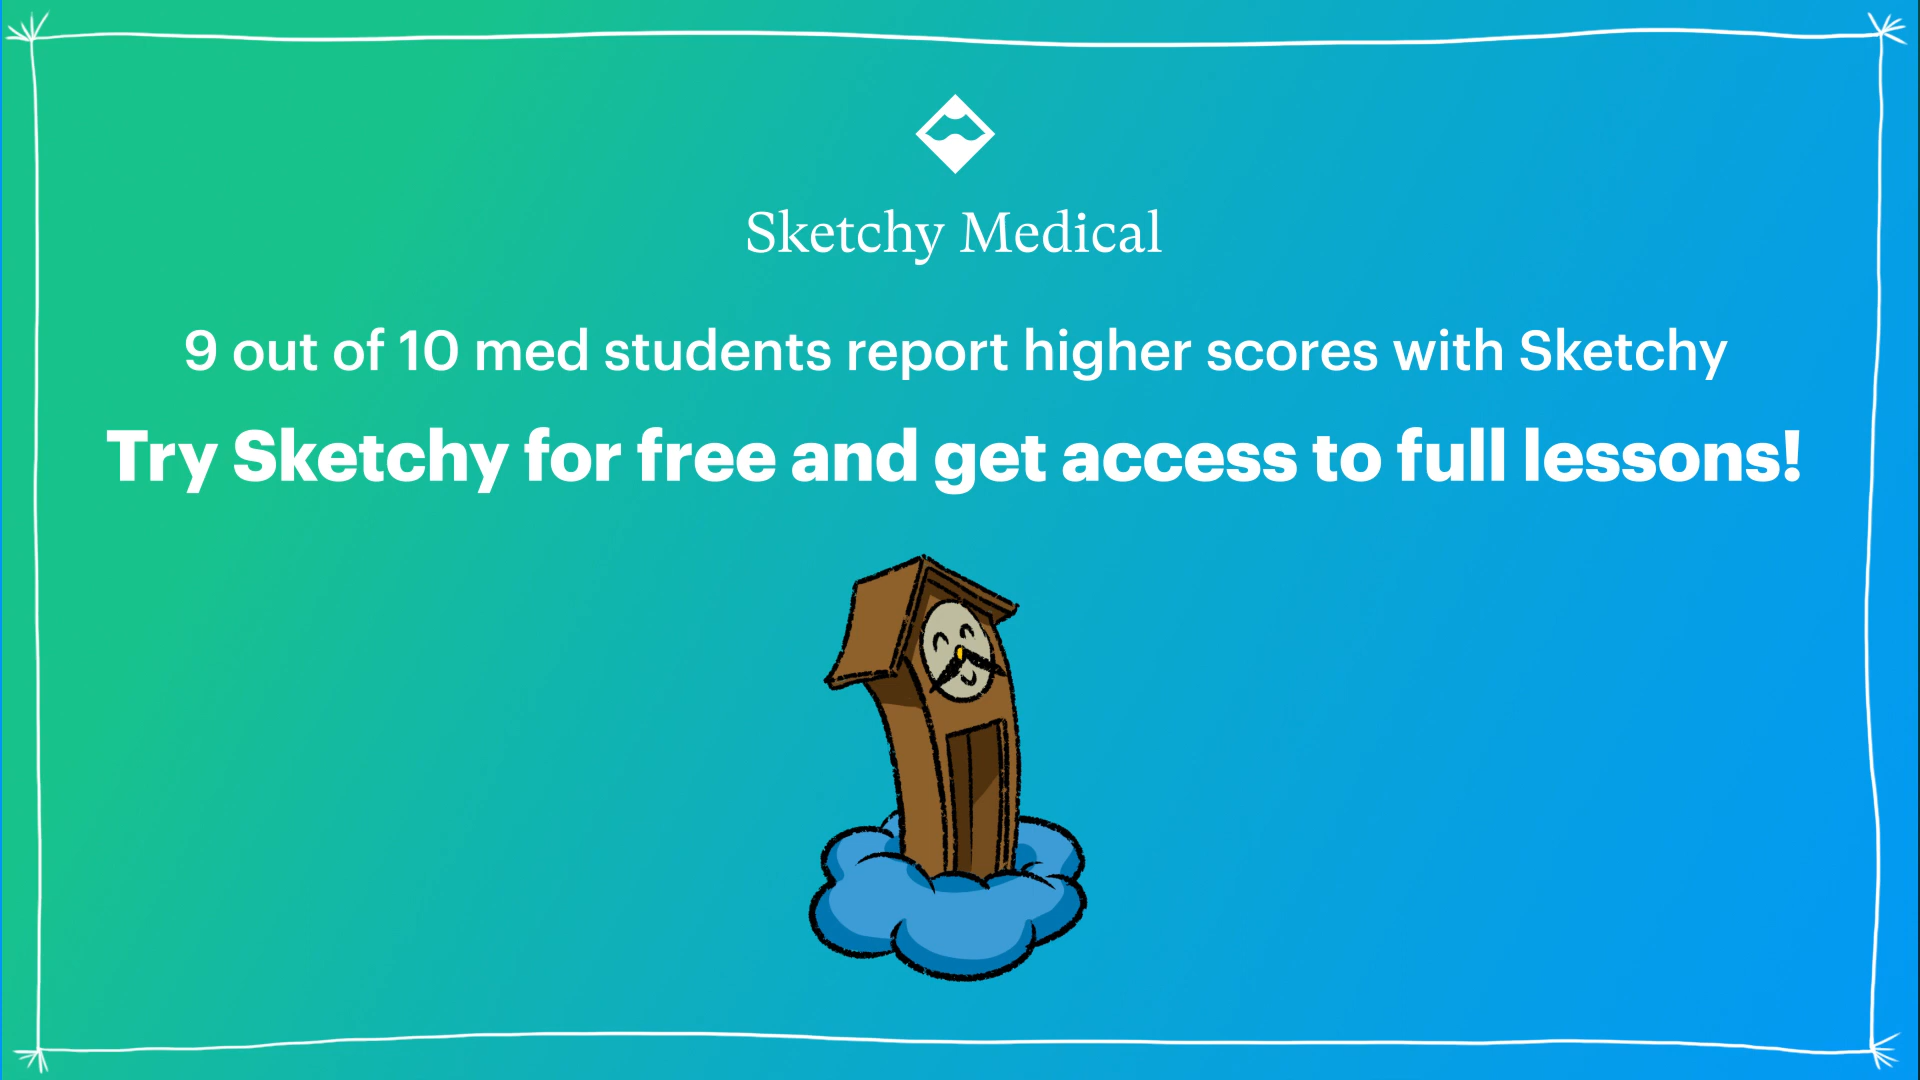 Sketchy Medical
9 out of 10 med students report higher scores with Sketchy
Try Sketchy for free and get access to full lessons!